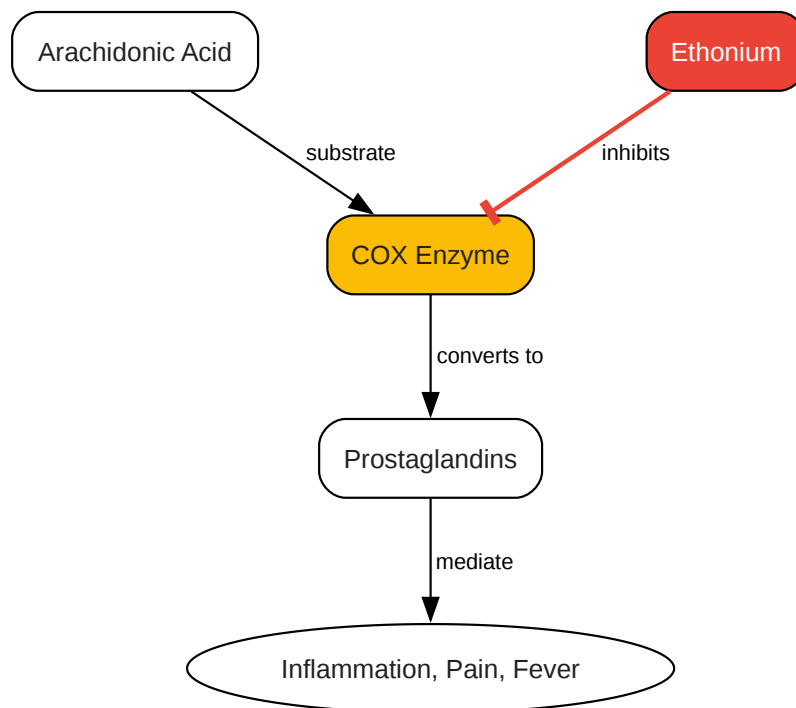 Arachidonic Acid
Ethonium
substrate
inhibits
COX Enzyme
converts to
Prostaglandins
mediate
Inflammation, Pain, Fever